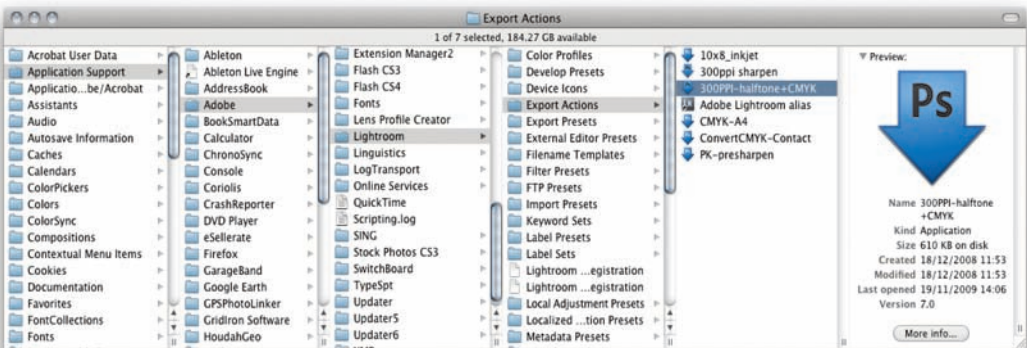 Export Actions
1 of 7 selected, 184.27 GB available
Acrobat User Data
Application Support
Applicatio...be/Acrobat
Assistants
Audio
Autosave Information
Caches
Calendars
ColorPickers
Colors
ColorSync
Compositions
Contextual Menu Items
Cookies
Documentation
Favorites
FontCollections
Fonts
Ableton
Ableton Live Engine
AddressBook
Adobe
BookSmartData
Calculator
ChronoSync
Console
Coriolis
CrashReporter
DVD Player
eSellerate
Firefox
GarageBand
Google Earth
GPSPhotoLinker
GridIron Software
HoudahGeo
Extension Manager2
Flash CS3
Flash CS4
Fonts
Lens Profile Creator
Lightroom
Linguistics
LogTransport
Online Services
QuickTime
Scripting.log
SING
Stock Photos CS3
SwitchBoard
TypeSpt
Updater
Updater5
Updater6
Color Profiles
Develop Presets
Device Icons
Export Actions
Export Presets
External Editor Presets
Filename Templates
Filter Presets
FTP Presets
Import Presets
Keyword Sets
Label Presets
Label Sets
Lightroom ...egistration
Lightroom ...egistration
Local Adjustment Presets
Localized ...tion Presets
Metadata Presets
10x8_inkjet
300ppi sharpen
300PPI-halftone+CMYK
Adobe Lightroom alias
CMYK-A4
ConvertCMYK-Contact
PK-presharpen
Preview:
Ps
Name 300PPI-halftone
+CMYK
Kind Application
Size 610 KB on disk
Created 18/12/2008 11:53
Modified 18/12/2008 11:53
Last opened 19/11/2009 14:06
Version 7.0
More info...